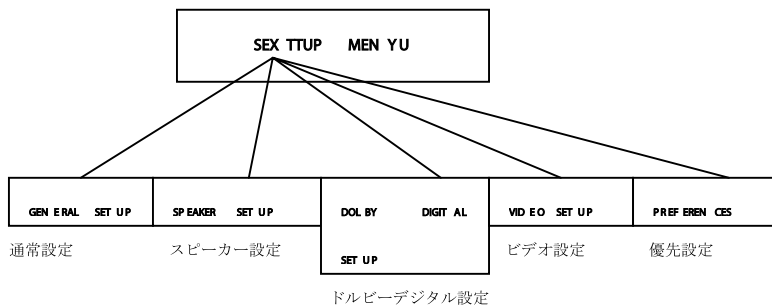 SEX TTUP MEN YU
GEN ERAL SET UP
SPEAKER SET UP
DOL BY DIGIT AL
SET UP
VID EO SET UP
PREF EREN CES
通常設定
スピーカー設定
ドルビーデジタル設定
ビデオ設定
優先設定